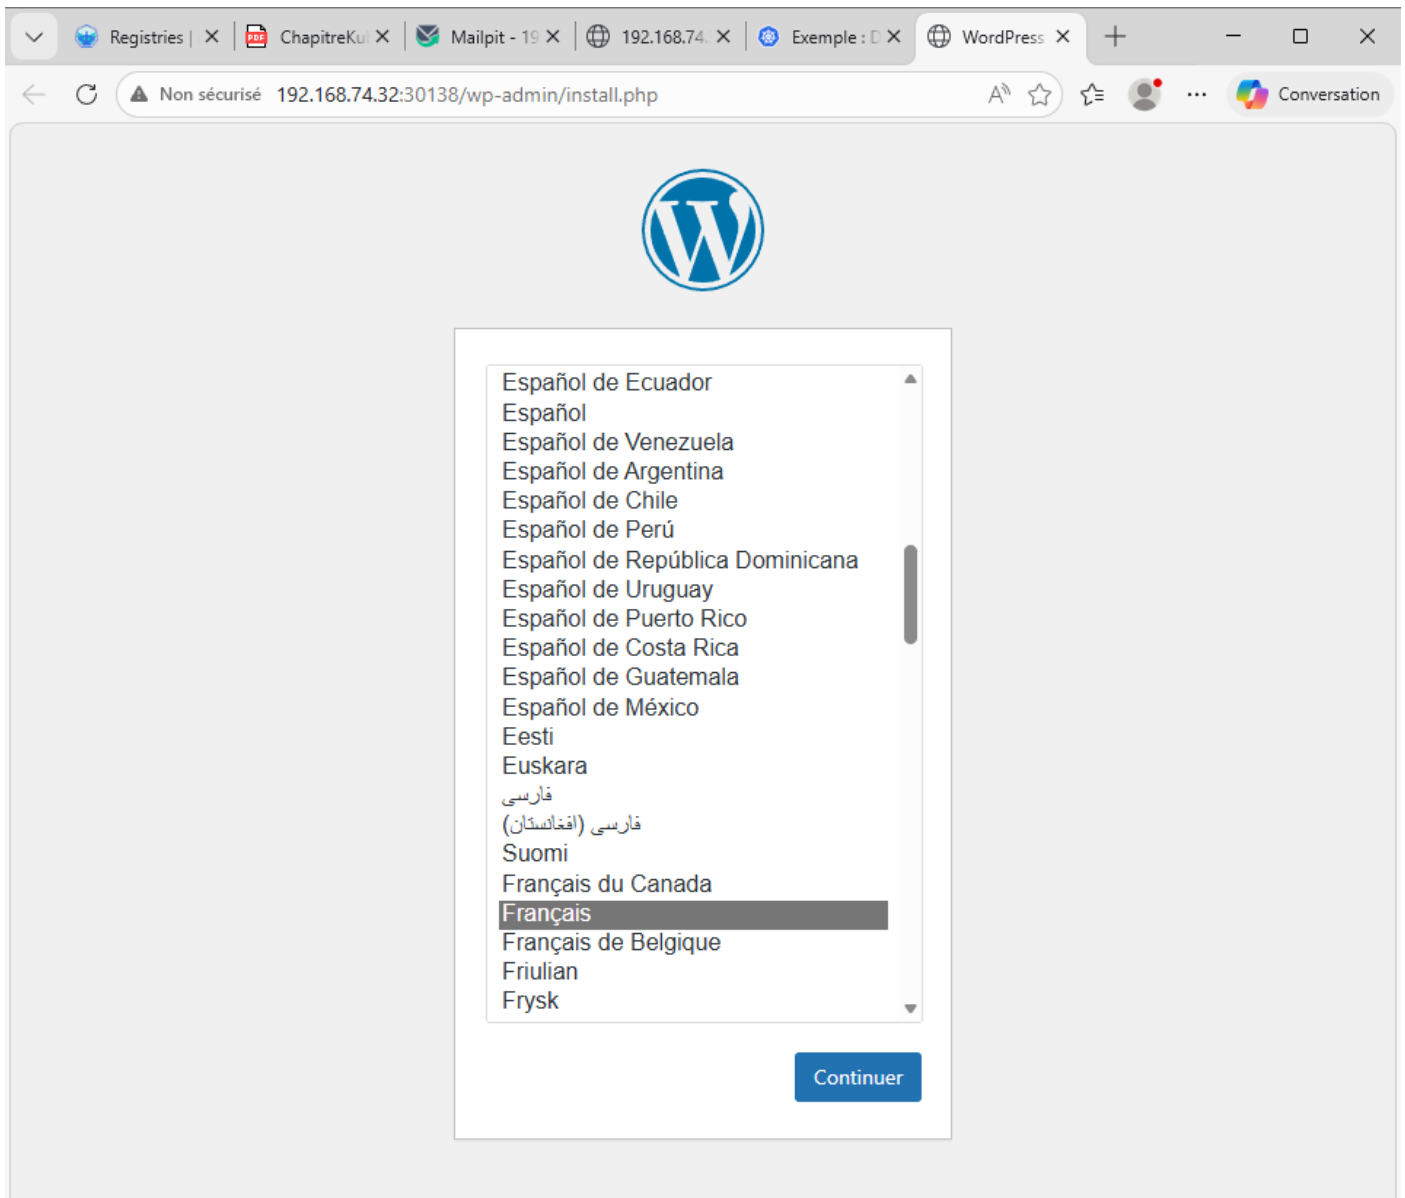 Registries |
ChapitreKu
Mailpit - 19
192.168.74.
Exemple : D
WordPress
Non sécurisé 192.168.74.32:30138/wp-admin/install.php
Conversation
Español de Ecuador
Español
Español de Venezuela
Español de Argentina
Español de Chile
Español de Perú
Español de República Dominicana
Español de Uruguay
Español de Puerto Rico
Español de Costa Rica
Español de Guatemala
Español de México
Eesti
Euskara
فارسی
فارسی (افغانستان)
Suomi
Français du Canada
Français
Français de Belgique
Friulian
Frysk
Continuer